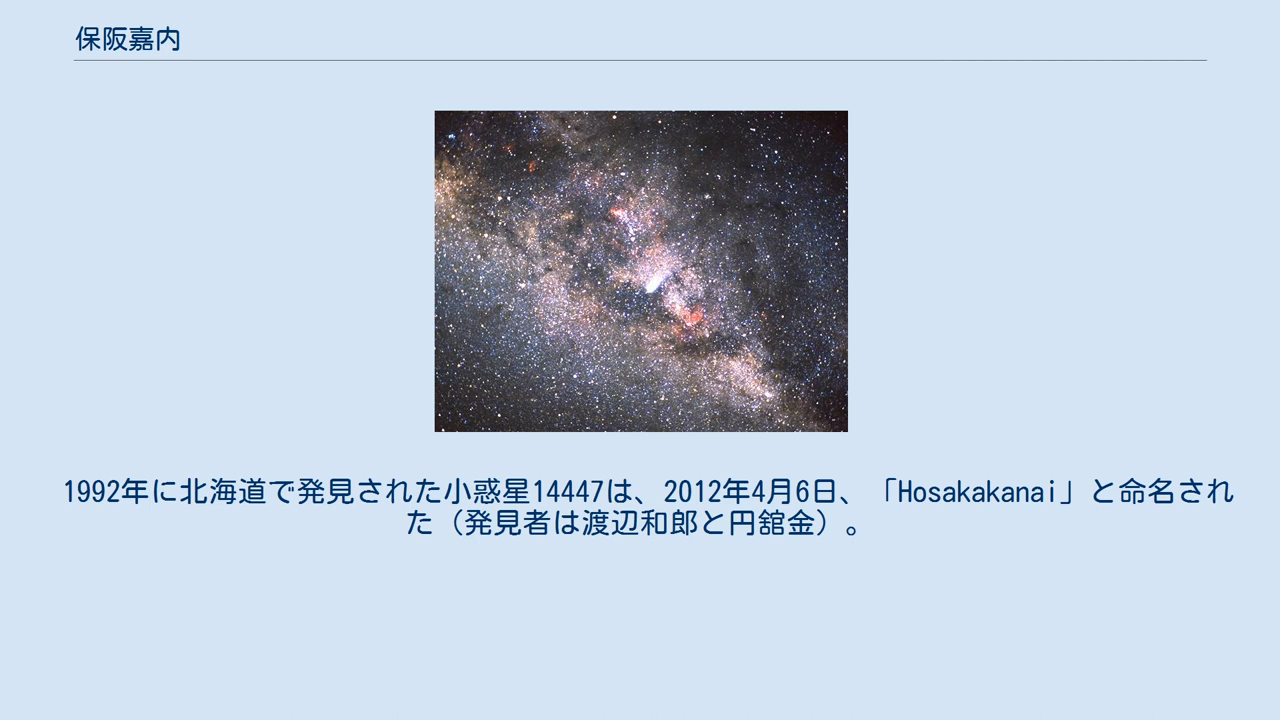 保阪嘉内
1992年に北海道で発見された小惑星14447は、2012年4月6日、「Hosakakanai」と命名され
た（発見者は渡辺和郎と円舘金）。